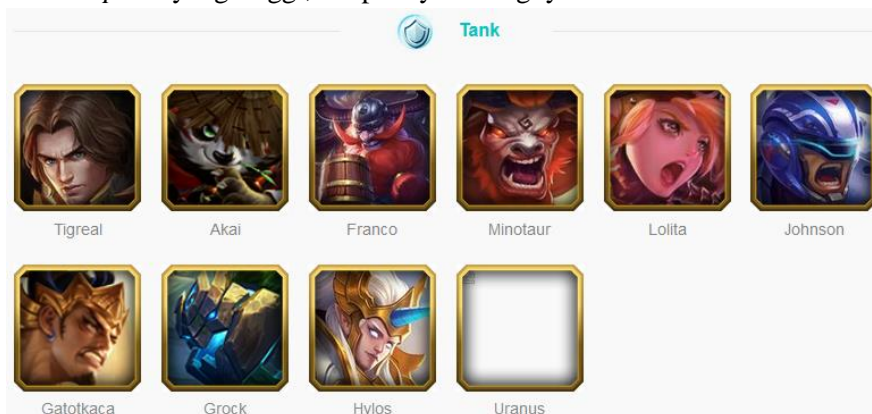 Tank
Tigreal Akai Franco Minotaur Lolita Johnson
Gatotkaca Grock Hylos Uranus